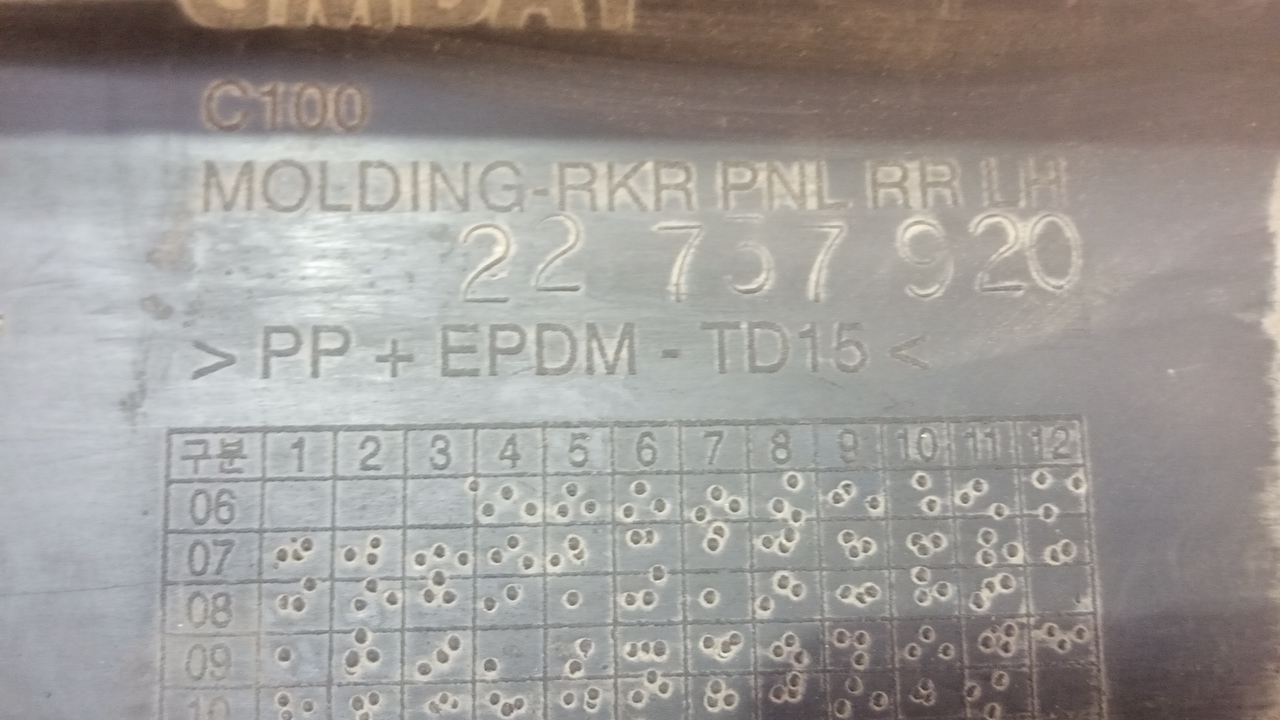 C100
MOLDING-RKR PNL RR LH
22 737 920
> PP + EPDM - TD15 <
구분 1 2 3 4 5 6 7 8 9 10 11 12
06
07
08
09
10